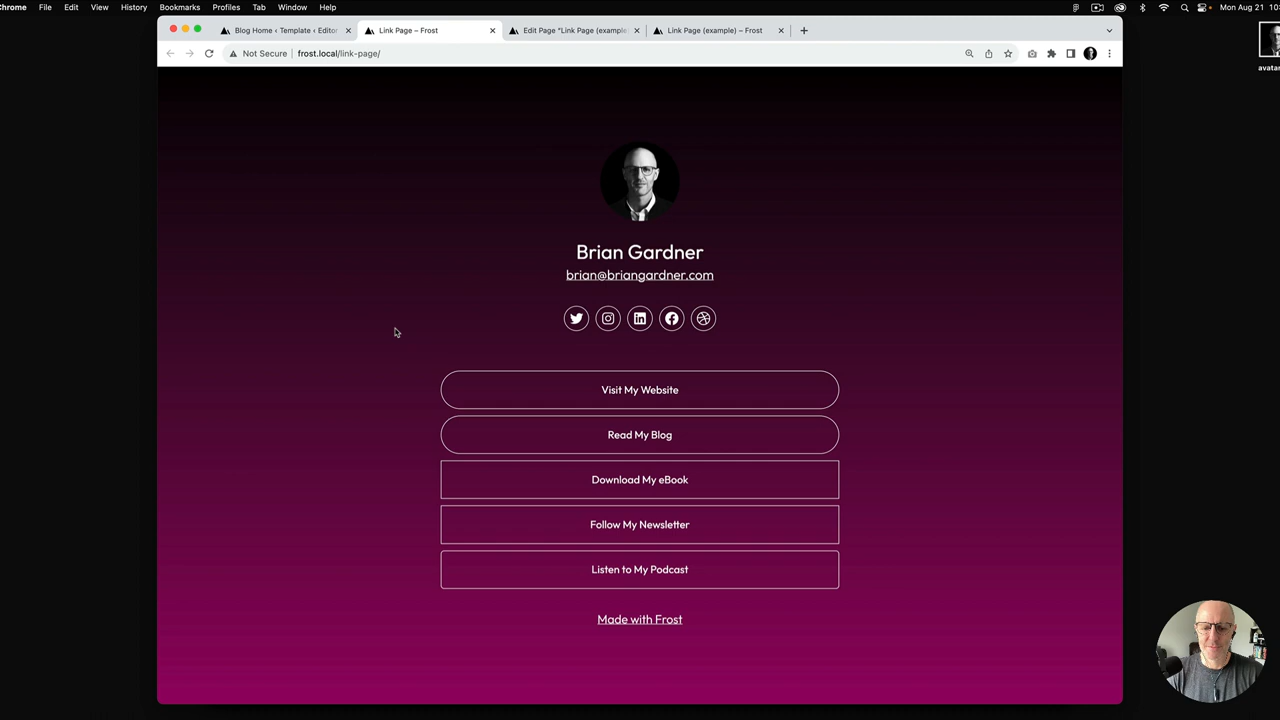 Chrome File Edit View History Bookmarks Profiles Tab Window Help
Mon Aug 21
Blog Home ‹ Template ‹ Editor
Link Page – Frost
Edit Page "Link Page (example
Link Page (example) – Frost
Not Secure
frost.local/link-page/
Brian Gardner
brian@briangardner.com
Visit My Website
Read My Blog
Download My eBook
Follow My Newsletter
Listen to My Podcast
Made with Frost